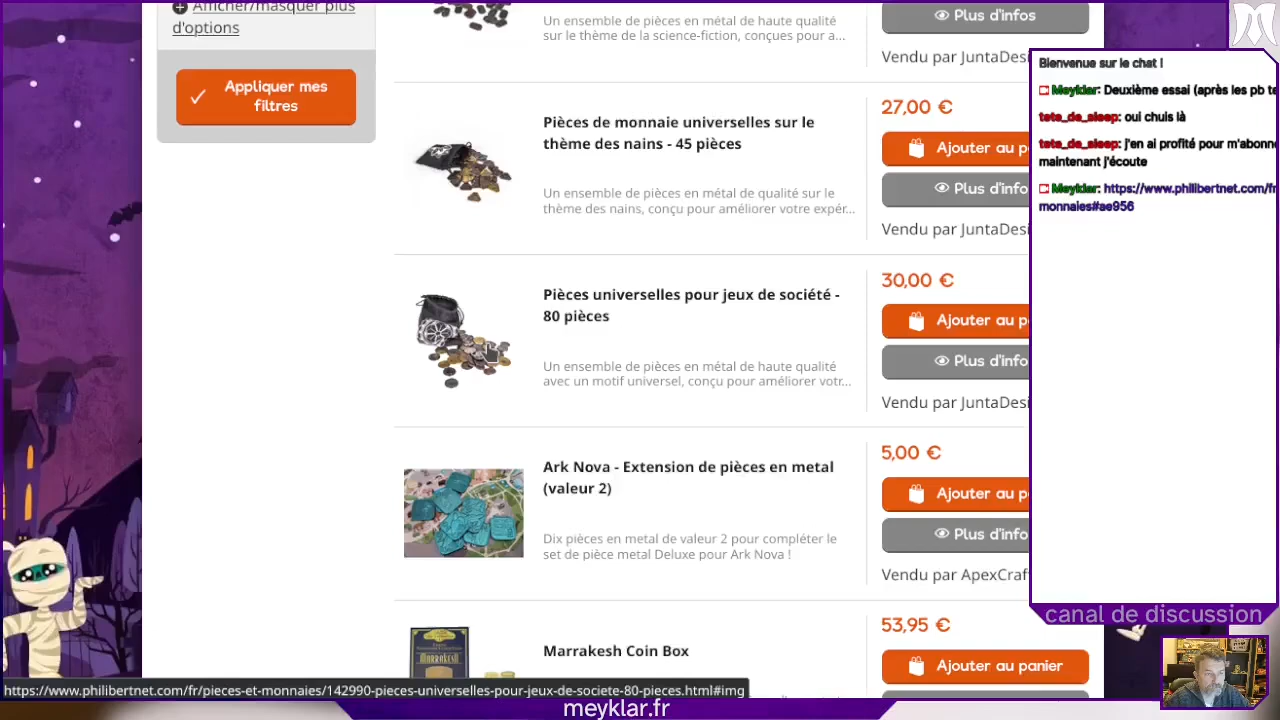 Afficher/masquer plus
d'options
Appliquer mes
filtres
Un ensemble de pièces en métal de haute qualité
sur le thème de la science-fiction, conçues pour a...
Plus d'infos
Vendu par JuntaDesi
Pièces de monnaie universelles sur le
thème des nains - 45 pièces
Un ensemble de pièces en métal de qualité sur le
thème des nains, conçu pour améliorer votre expér...
27,00 €
Ajouter au p
Plus d'info
Vendu par JuntaDesi
Pièces universelles pour jeux de société -
80 pièces
Un ensemble de pièces en métal de haute qualité
avec un motif universel, conçu pour améliorer votr...
30,00 €
Ajouter au p
Plus d'info
Vendu par JuntaDesi
Ark Nova - Extension de pièces en metal
(valeur 2)
Dix pièces en metal de valeur 2 pour compléter le
set de pièce metal Deluxe pour Ark Nova !
5,00 €
Ajouter au p
Plus d'info
Vendu par ApexCraf
MARRAKESH
Marrakesh Coin Box
53,95 €
Ajouter au panier
Bienvenue sur le chat !
Meyklar: Deuxième essai (après les pb te
tete_de_sleep: oui chuis là
tete_de_sleep: j'en ai profité pour m'abonne
maintenant j'écoute
Meyklar: https://www.philibertnet.com/fr
monnaies#ae956
canal de discussion
https://www.philibertnet.com/fr/pieces-et-monnaies/142990-pieces-universelles-pour-jeux-de-societe-80-pieces.html#img
meyklar.fr